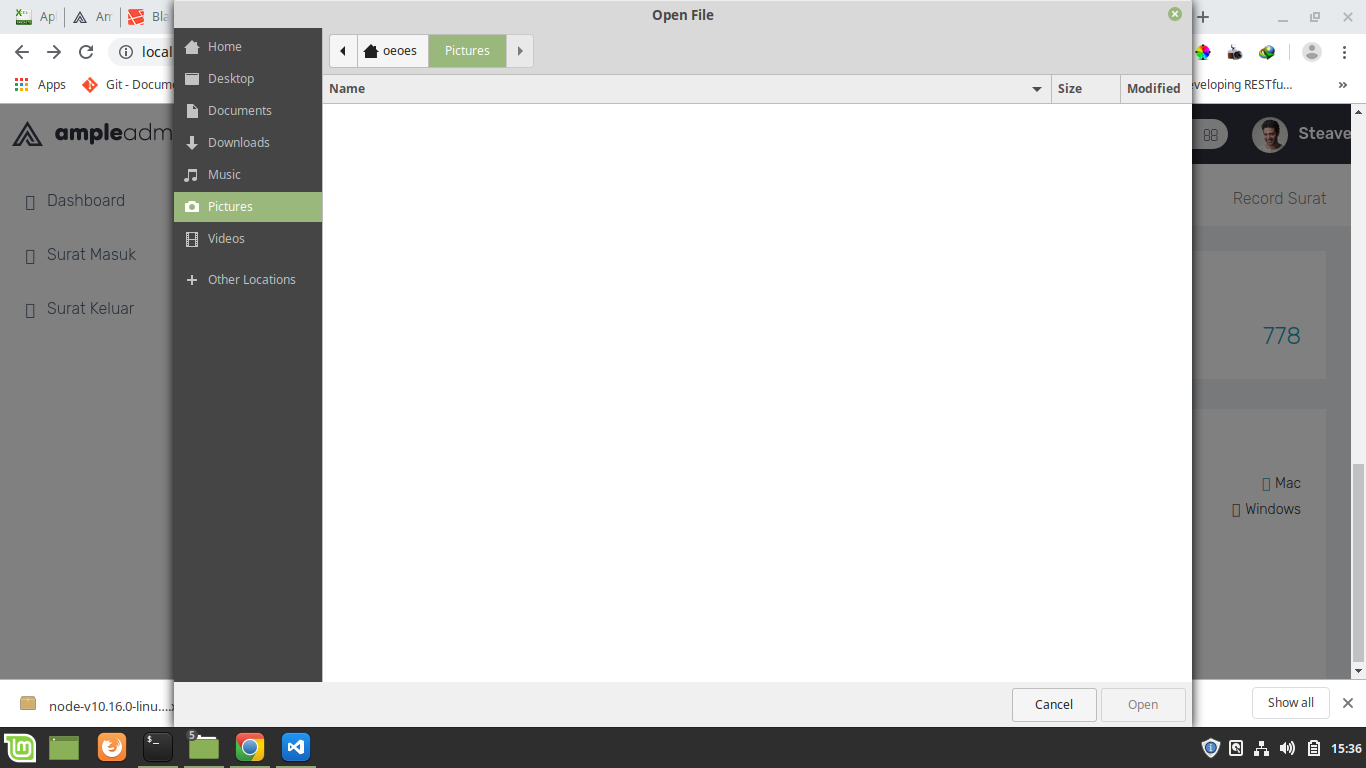 Open File
Ap
Am
Bla
local
Apps
Git - Docum
eveloping RESTfu...
»
Home
Desktop
Documents
Downloads
Music
Pictures
Videos
Other Locations
oeoes
Pictures
Name
Size
Modified
ampleadm
Steave
Dashboard
Surat Masuk
Surat Keluar
Record Surat
778
Mac
Windows
Cancel
Open
node-v10.16.0-linu....x
Show all
5
15:36